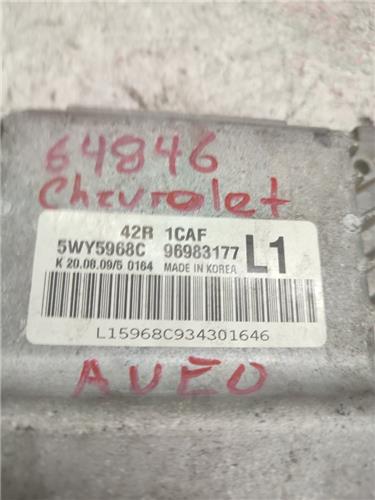 64846
Chevrolet
42R 1CAF
5WY5968C 96983177 L1
K 20.08.09/5 0164 MADE IN KOREA
L15968C934301646
AVEO